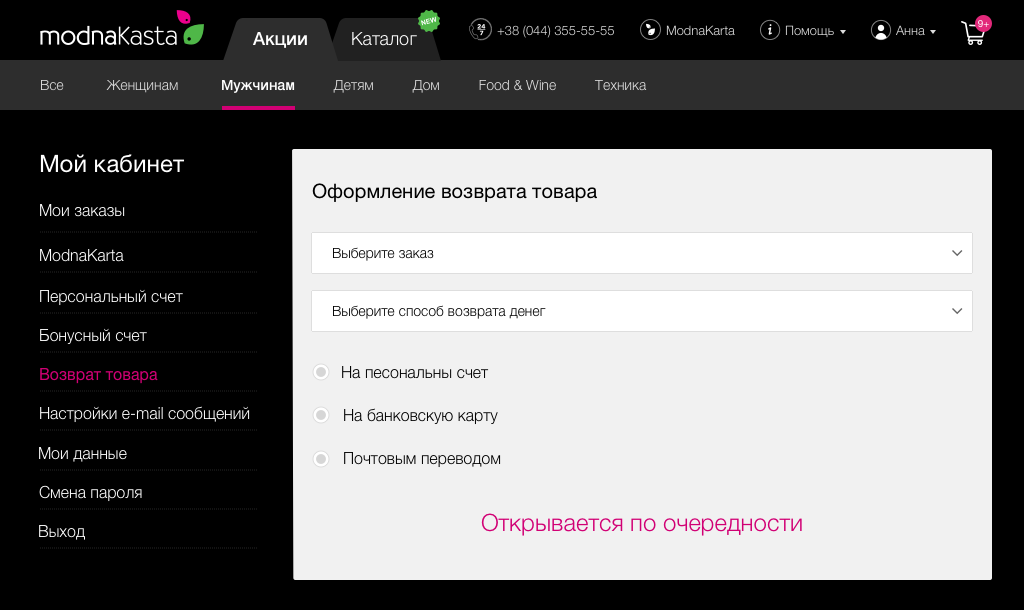 modnaKasta
Акции
Каталог
NEW
24
7
+38 (044) 355-55-55
ModnaKarta
i
Помощь
Анна
9+
Все
Женщинам
Мужчинам
Детям
Дом
Food & Wine
Техника
Мой кабинет
Мои заказы
ModnaKarta
Персональный счет
Бонусный счет
Возврат товара
Настройки e-mail сообщений
Мои данные
Смена пароля
Выход
Оформление возврата товара
Выберите заказ
Выберите способ возврата денег
На песональны счет
На банковскую карту
Почтовым переводом
Открывается по очередности